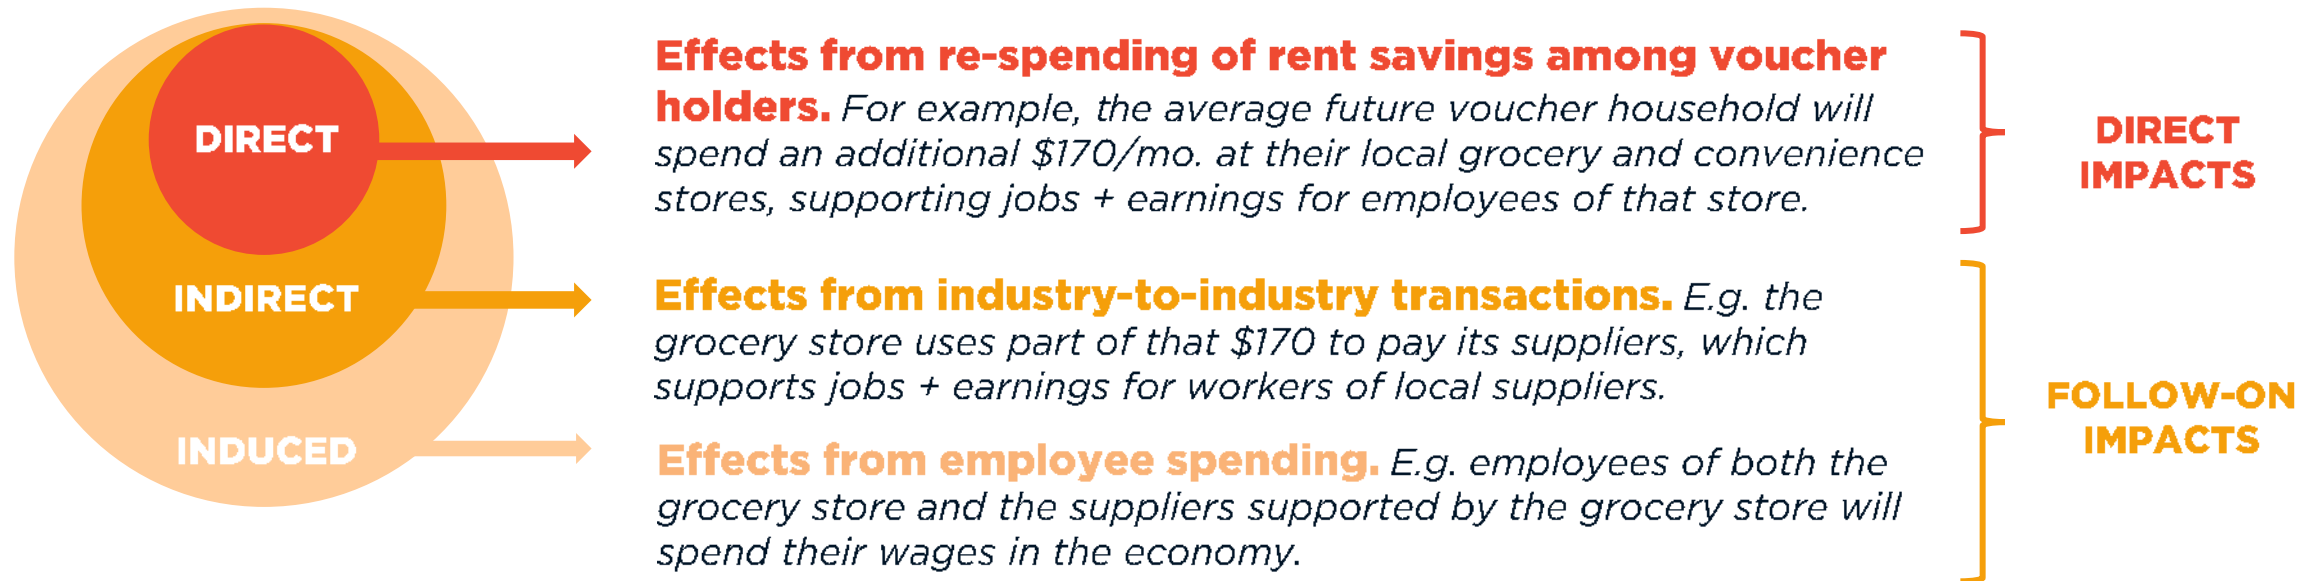 DIRECT
INDIRECT
INDUCED
Effects from re-spending of rent savings among voucher
holders. For example, the average future voucher household will
spend an additional $170/mo. at their local grocery and convenience
stores, supporting jobs + earnings for employees of that store.
Effects from industry-to-industry transactions. E.g. the
grocery store uses part of that $170 to pay its suppliers, which
supports jobs + earnings for workers of local suppliers.
Effects from employee spending. E.g. employees of both the
grocery store and the suppliers supported by the grocery store will
spend their wages in the economy.
DIRECT
IMPACTS
FOLLOW-ON
IMPACTS